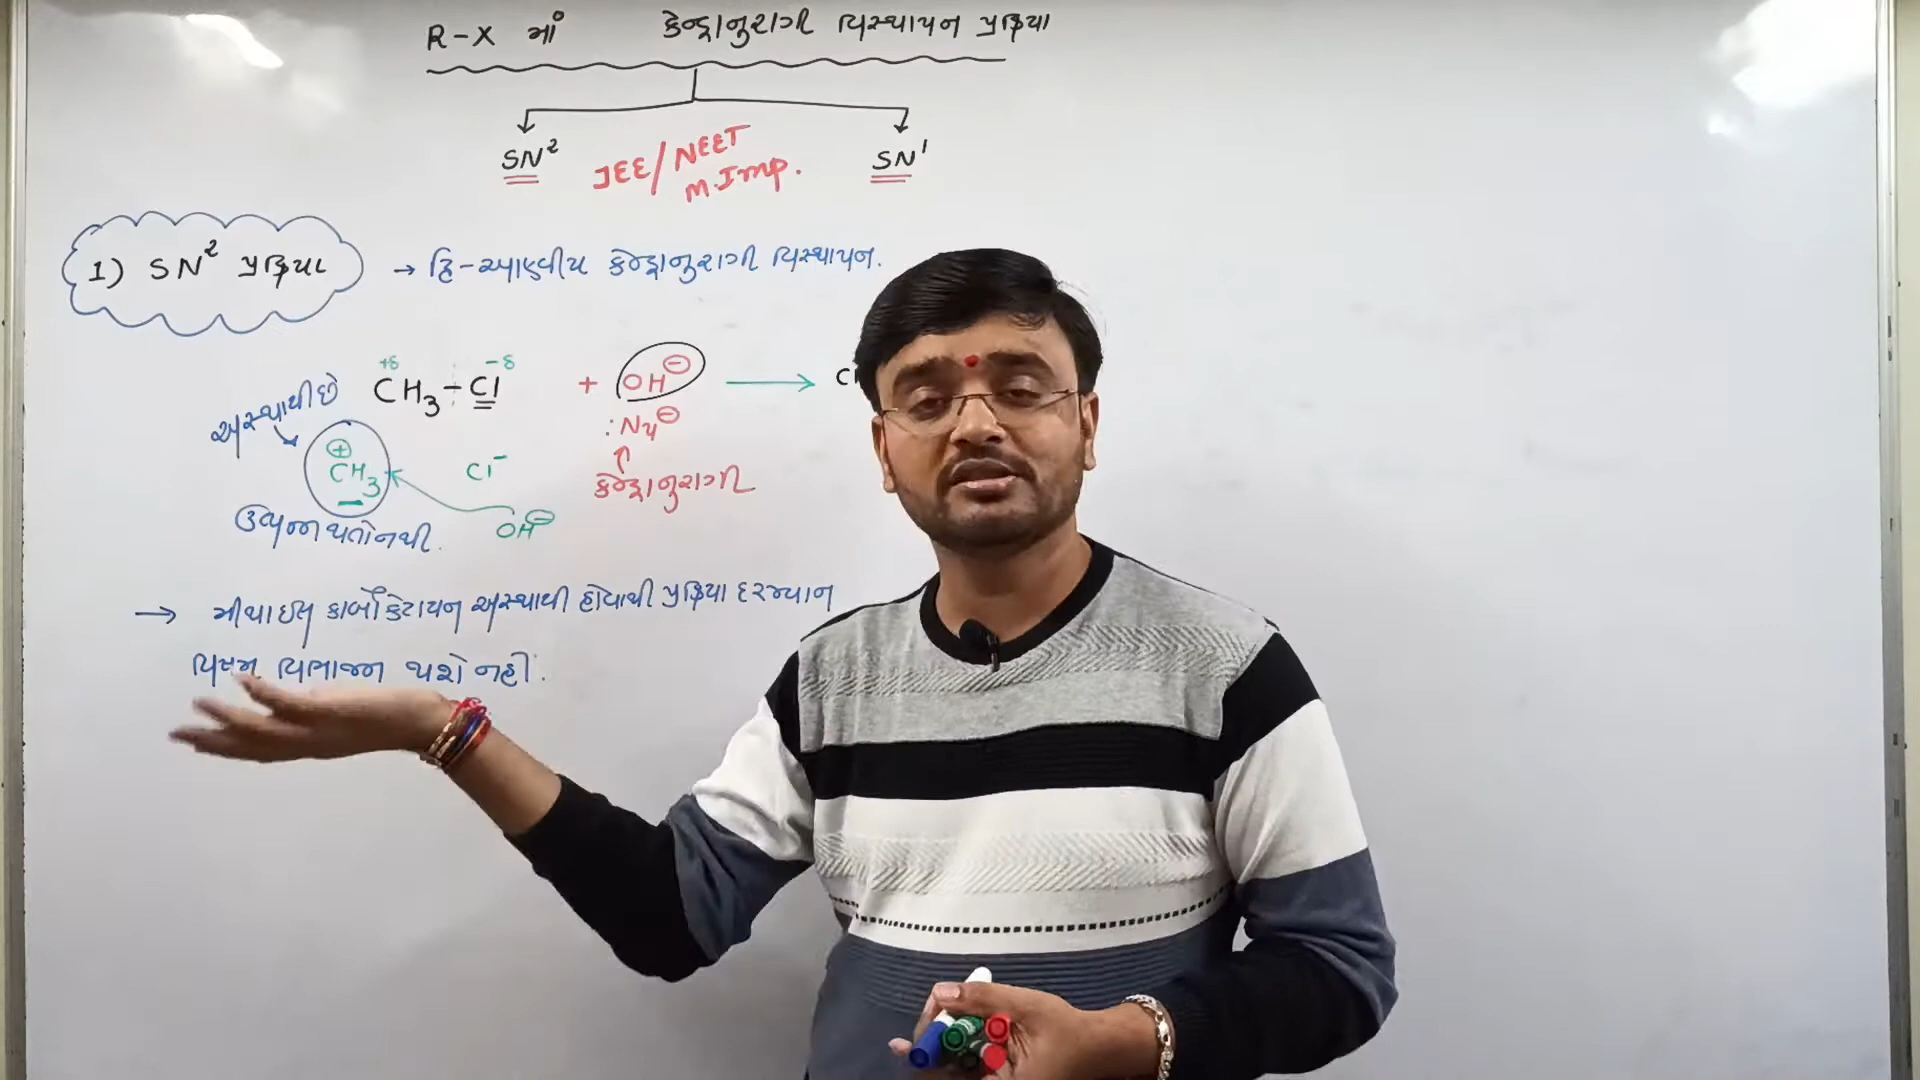 R-X માં કેન્દ્રાનુરાગી વિસ્થાપન પ્રક્રિયા
SN² SN¹
JEE/NEET
M.Imp.
1) SN² પ્રક્રિયા → દ્વિ-આણ્વીય કેન્દ્રાનુરાગી વિસ્થાપન.
+δ -δ
CH₃-Cl + OH⊖ ⟶
અસ્થાયી છે
:Nu⊖
⊕
CH₃ Cl⁻
કેન્દ્રાનુરાગી
ઉત્પન્ન થતો નથી.
OH⊖
→ મીથાઇલ કાર્બોકેટાયન અસ્થાયી હોવાથી પ્રક્રિયા દરમ્યાન
વિષમ વિભાજન થશે નહીં.